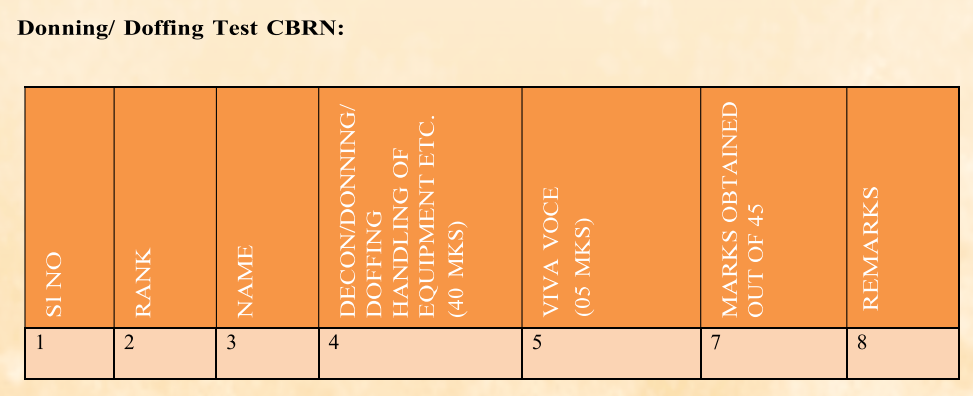 Donning/ Doffing Test CBRN:
Sl NO
RANK
NAME
DECON/DONNING/
DOFFING
HANDLING OF
EQUIPMENT ETC.
(40 MKS)
VIVA VOCE
(05 MKS)
MARKS OBTAINED
OUT OF 45
REMARKS
1 2 3 4 5 7 8